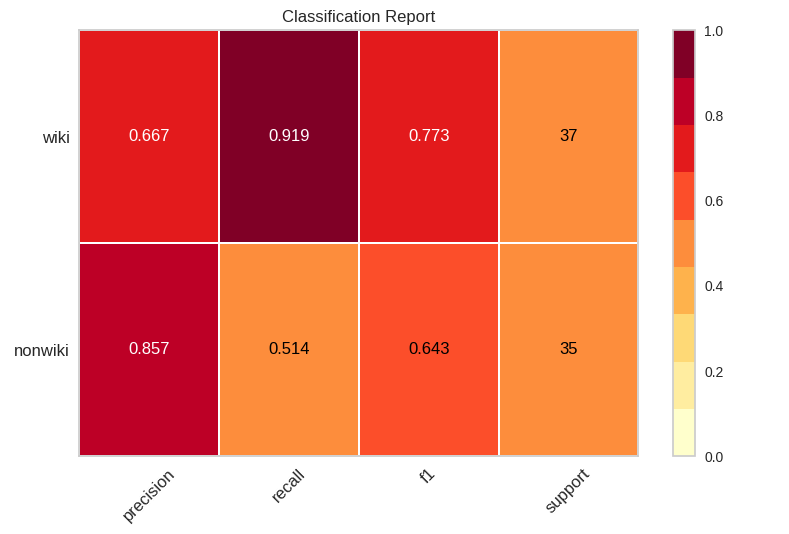 Classification Report
wiki 0.667 0.919 0.773 37
nonwiki 0.857 0.514 0.643 35
precision recall f1 support
1.0
0.8
0.6
0.4
0.2
0.0